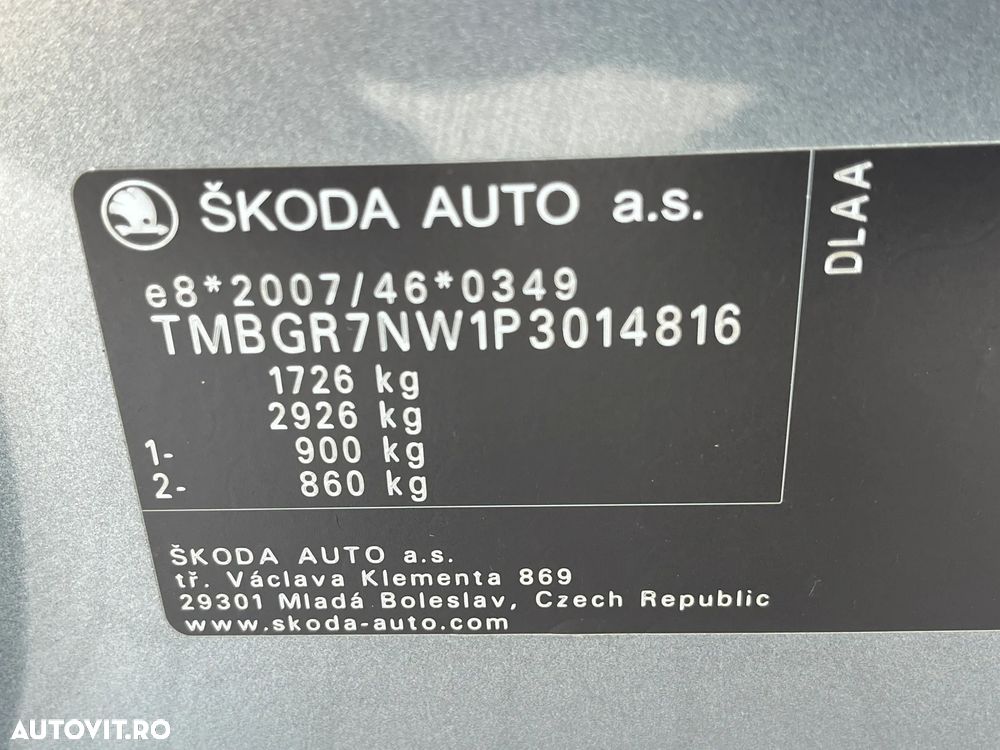 ŠKODA AUTO a.s.
DLAA
e8*2007/46*0349
TMBGR7NW1P3014816
1726 kg
2926 kg
1- 900 kg
2- 860 kg
ŠKODA AUTO a.s.
tř. Václava Klementa 869
29301 Mladá Boleslav, Czech Republic
www.skoda-auto.com
AUTOVIT.RO